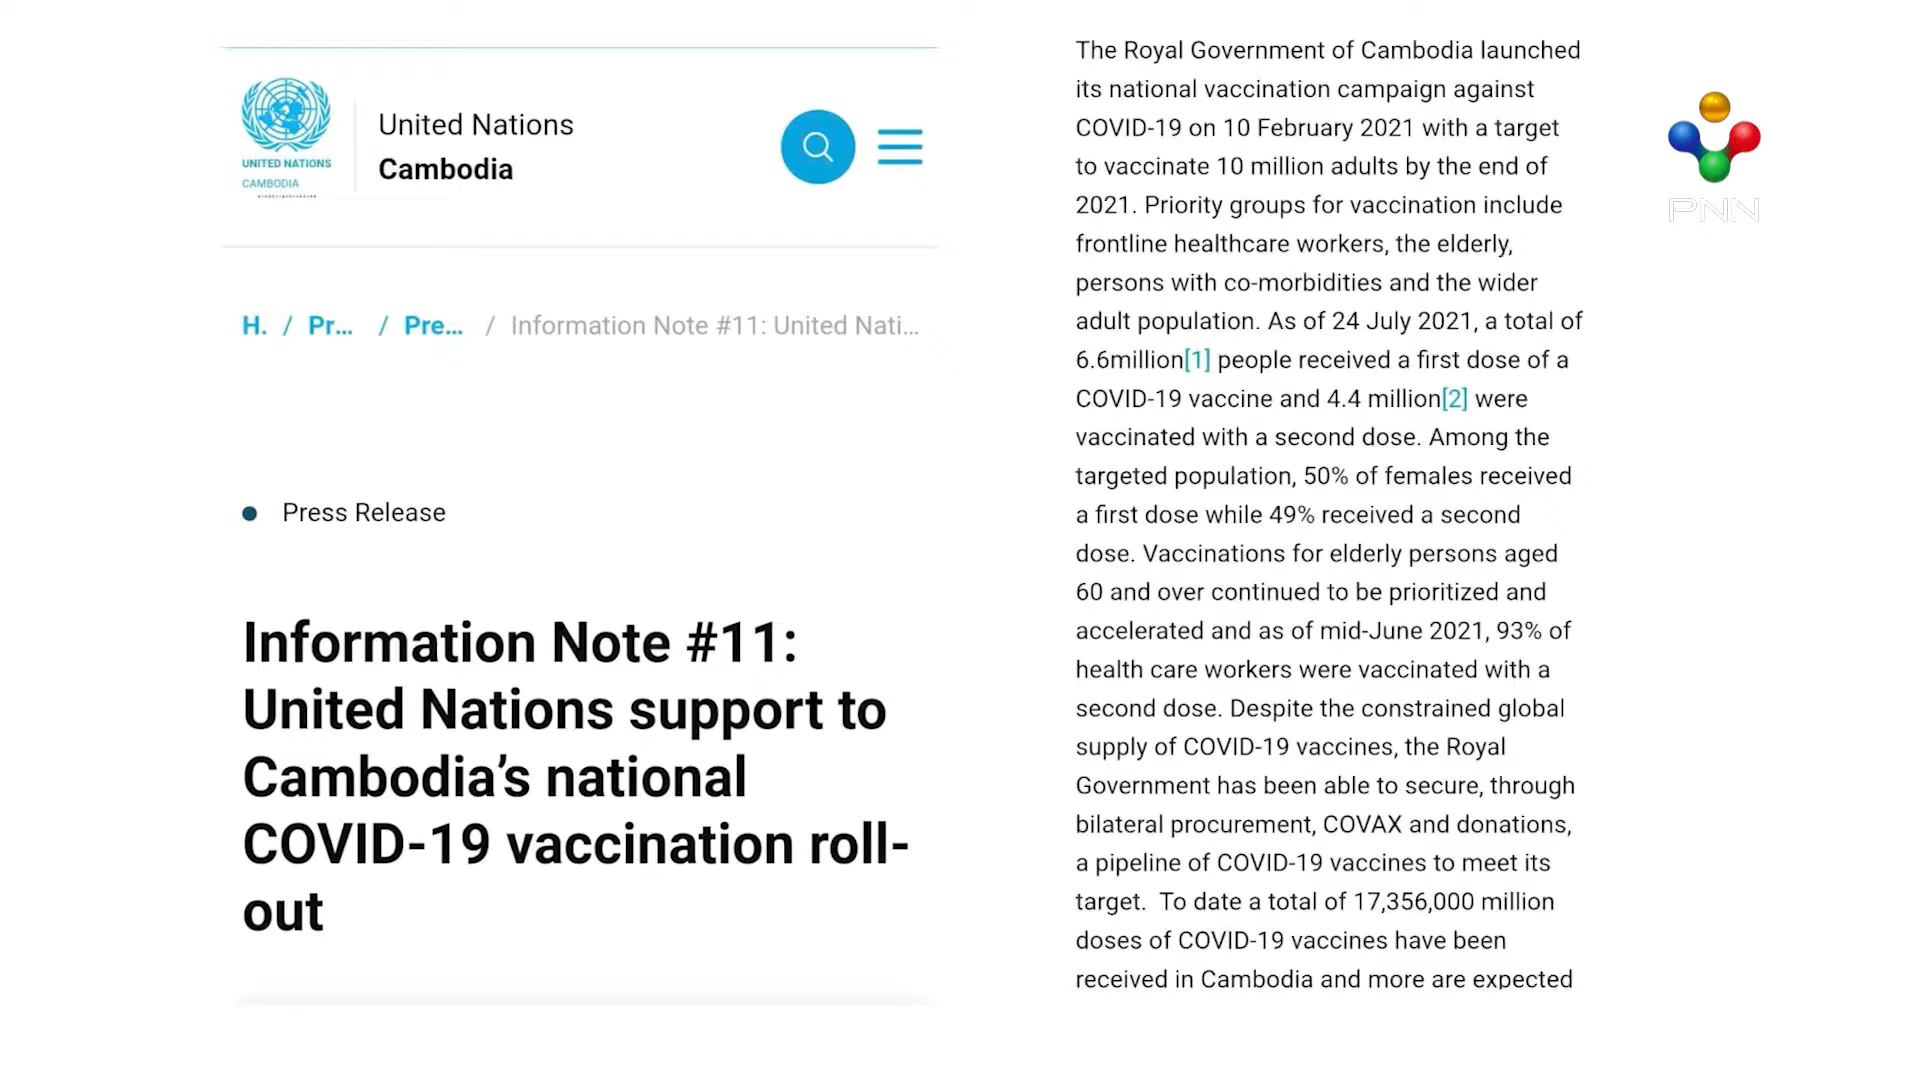 UNITED NATIONS
CAMBODIA
United Nations
Cambodia
H. / Pr... / Pre... / Information Note #11: United Nati...
Press Release
Information Note #11:
United Nations support to
Cambodia’s national
COVID-19 vaccination roll-
out
The Royal Government of Cambodia launched
its national vaccination campaign against
COVID-19 on 10 February 2021 with a target
to vaccinate 10 million adults by the end of
2021. Priority groups for vaccination include
frontline healthcare workers, the elderly,
persons with co-morbidities and the wider
adult population. As of 24 July 2021, a total of
6.6million[1] people received a first dose of a
COVID-19 vaccine and 4.4 million[2] were
vaccinated with a second dose. Among the
targeted population, 50% of females received
a first dose while 49% received a second
dose. Vaccinations for elderly persons aged
60 and over continued to be prioritized and
accelerated and as of mid-June 2021, 93% of
health care workers were vaccinated with a
second dose. Despite the constrained global
supply of COVID-19 vaccines, the Royal
Government has been able to secure, through
bilateral procurement, COVAX and donations,
a pipeline of COVID-19 vaccines to meet its
target.  To date a total of 17,356,000 million
doses of COVID-19 vaccines have been
received in Cambodia and more are expected
PNN